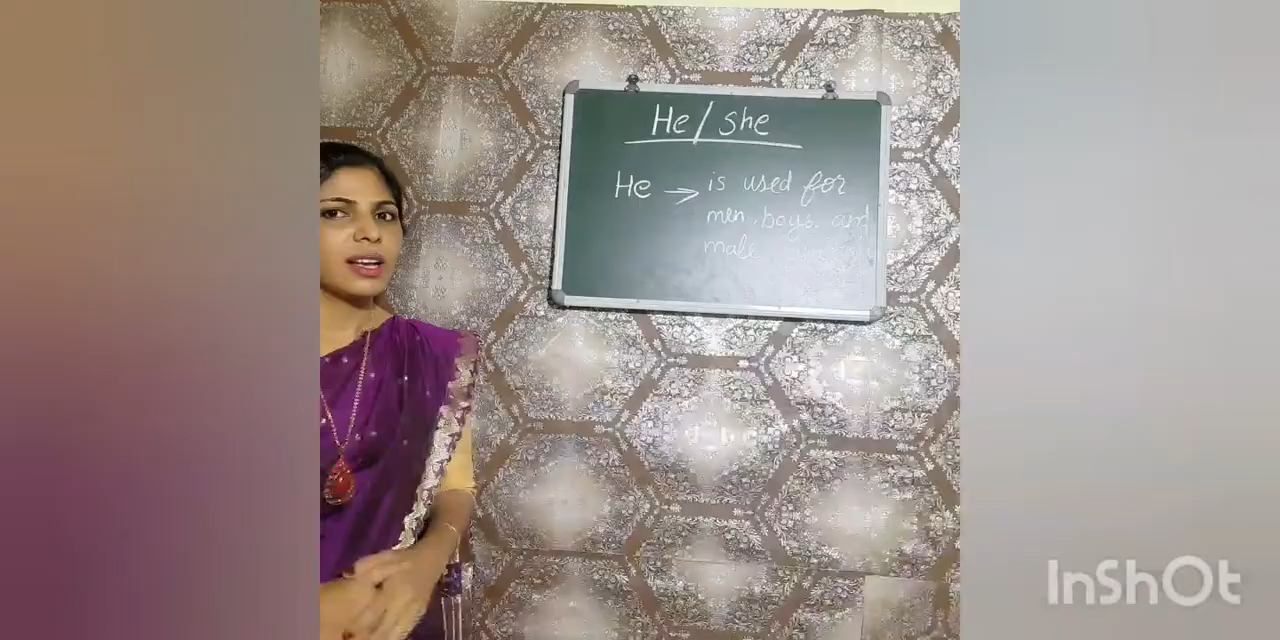 He/She
He → is used for
men, boys, and
male
InShOt